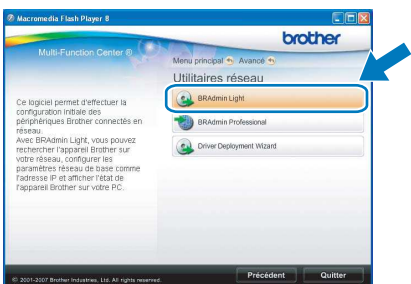 Macromedia Flash Player 8
brother
Multi-Function Center ®
Menu principal Avancé
Utilitaires réseau
BRAdmin Light
BRAdmin Professional
Driver Deployment Wizard
Ce logiciel permet d'effectuer la
configuration initiale des
périphériques Brother connectés en
réseau.
Avec BRAdmin Light, vous pouvez
rechercher l'appareil Brother sur
votre réseau, configurer les
paramètres réseau de base comme
l'adresse IP et afficher l'état de
l'appareil Brother sur votre PC.
© 2001-2007 Brother Industries, Ltd. All rights reserved.
Précédent
Quitter